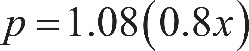 p = 1.08(0.8x)